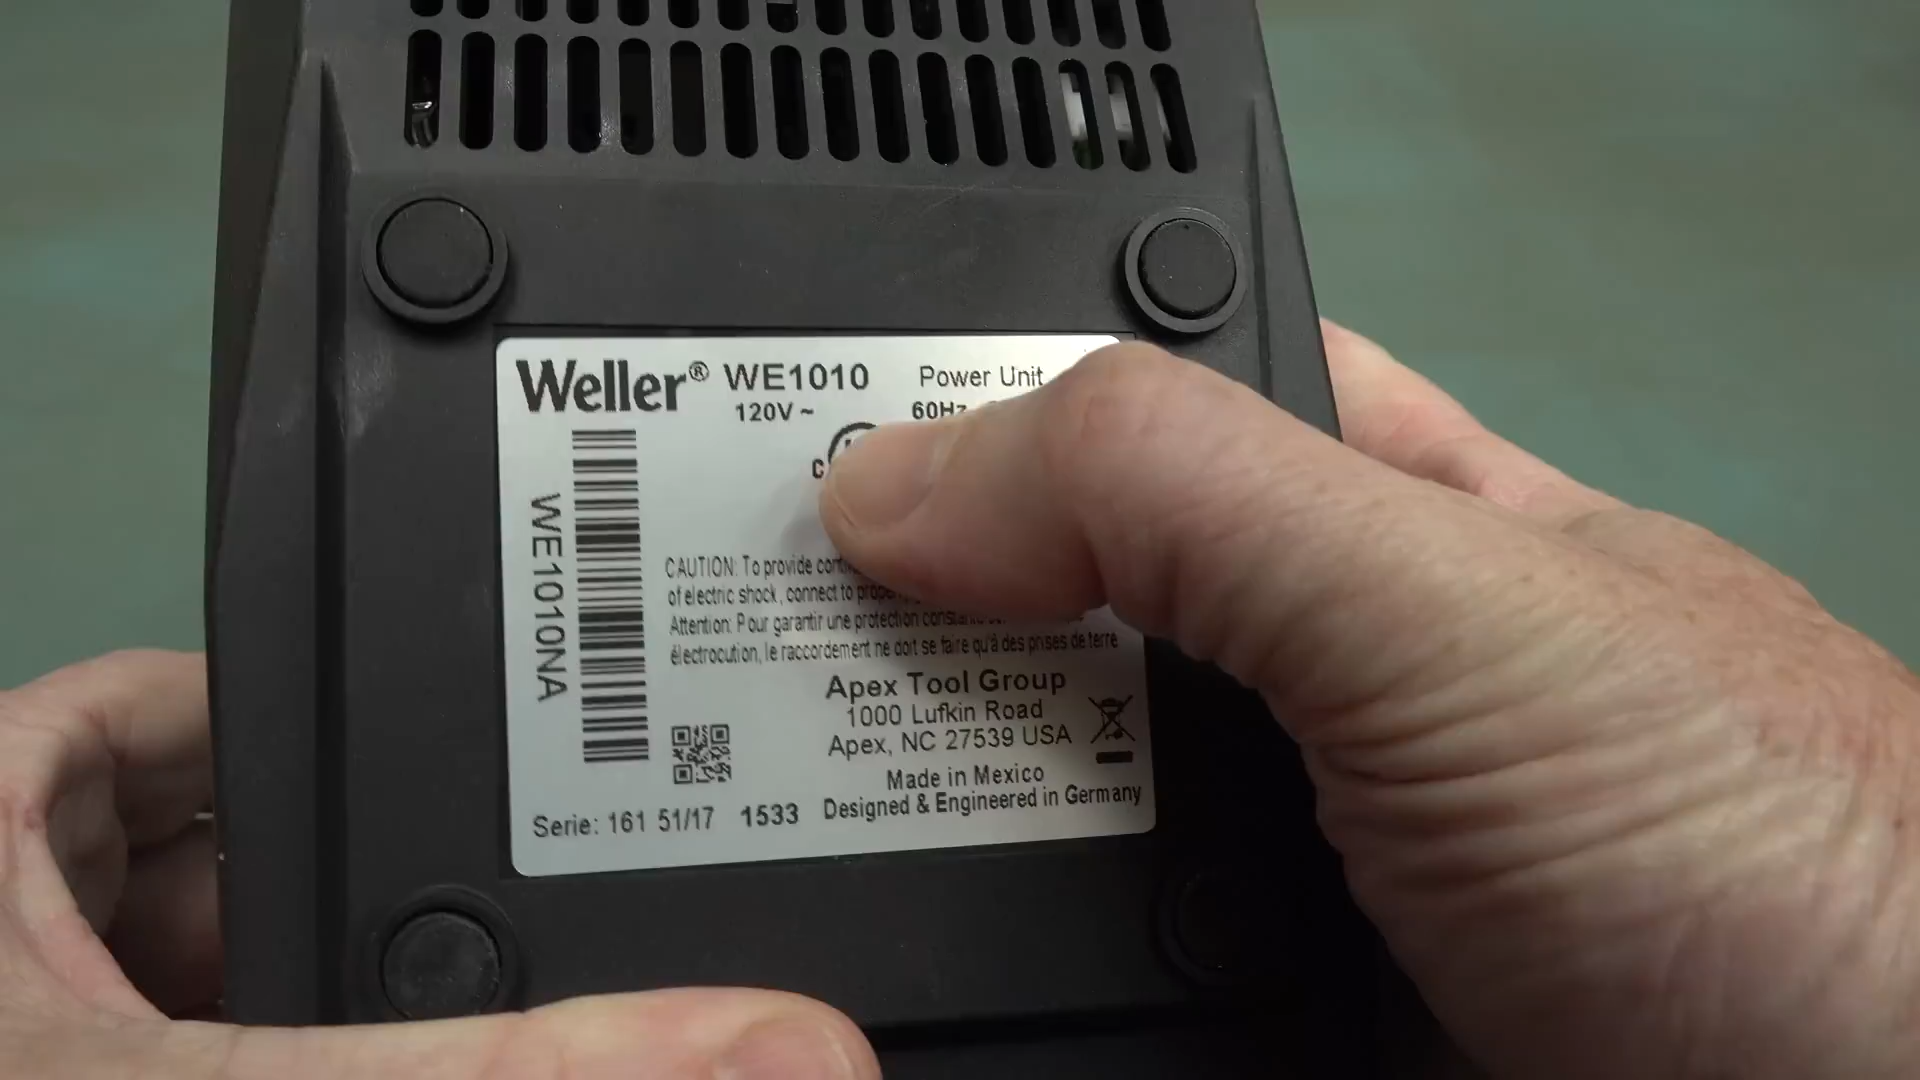 Weller® WE1010 Power Unit
120V ~ 60Hz
C
WE1010NA
CAUTION: To provide
of electric shock, connect to
Attention: Pour garantir une protection
électrocution, le raccordement ne doit se faire qu'à des prises de terre
Apex Tool Group
1000 Lufkin Road
Apex, NC 27539 USA
Made in Mexico
Designed & Engineered in Germany
Serie: 161 51/17 1533